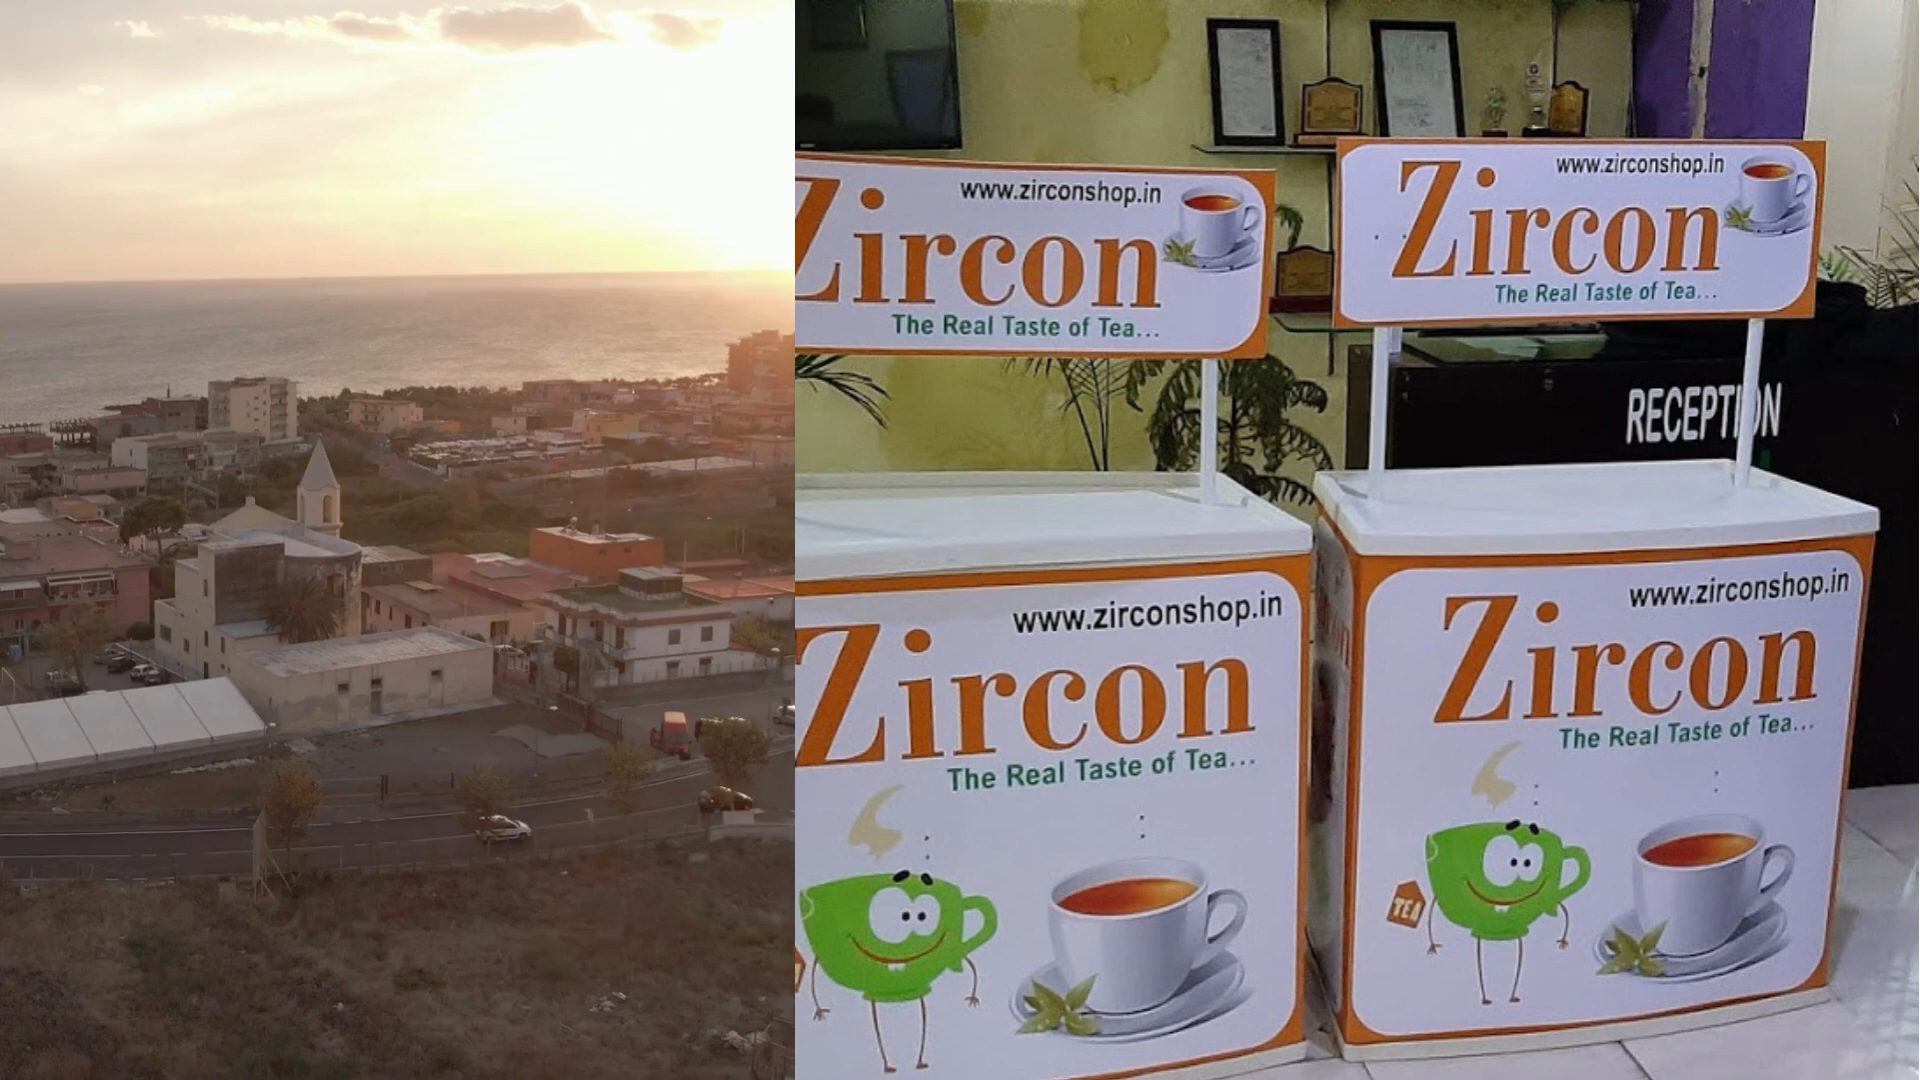 www.zirconshop.in
Zircon
The Real Taste of Tea...
www.zirconshop.in
Zircon
The Real Taste of Tea...
RECEPTION
www.zirconshop.in
Zircon
The Real Taste of Tea...
www.zirconshop.in
Zircon
The Real Taste of Tea...
TEA